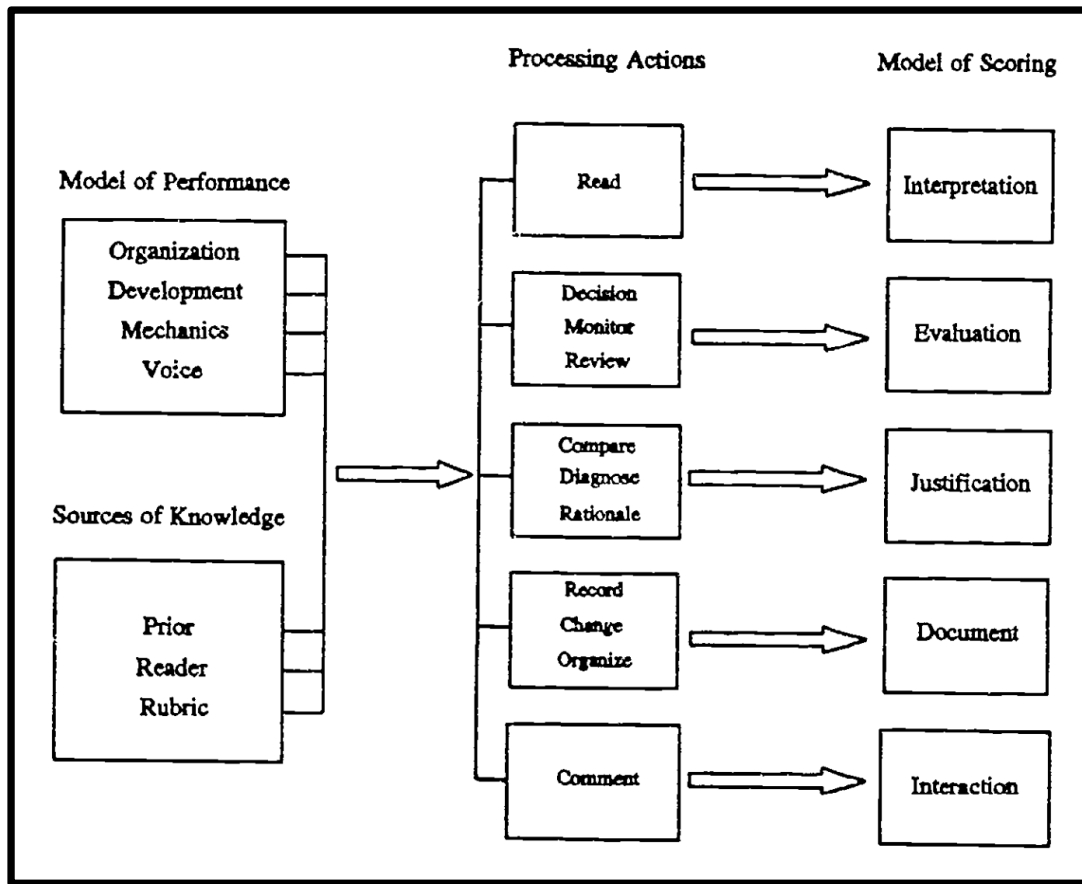 Processing Actions
Model of Scoring
Model of Performance
Organization
Development
Mechanics
Voice
Sources of Knowledge
Prior
Reader
Rubric
Read
Decision
Monitor
Review
Compare
Diagnose
Rationale
Record
Change
Organize
Comment
Interpretation
Evaluation
Justification
Document
Interaction